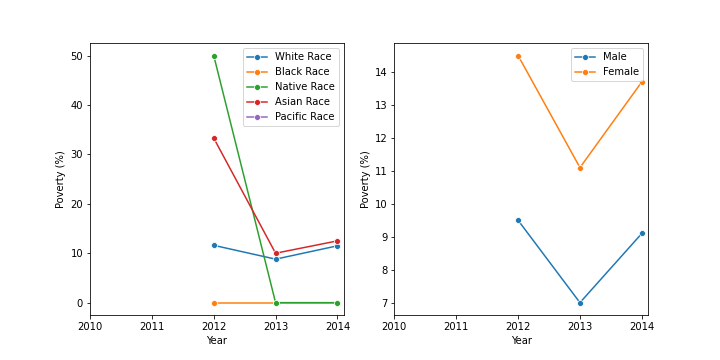 50
40
30
20
10
0
Poverty (%)
2010 2011 2012 2013 2014
Year
White Race
Black Race
Native Race
Asian Race
Pacific Race
14
13
12
11
10
9
8
7
Poverty (%)
2010 2011 2012 2013 2014
Year
Male
Female